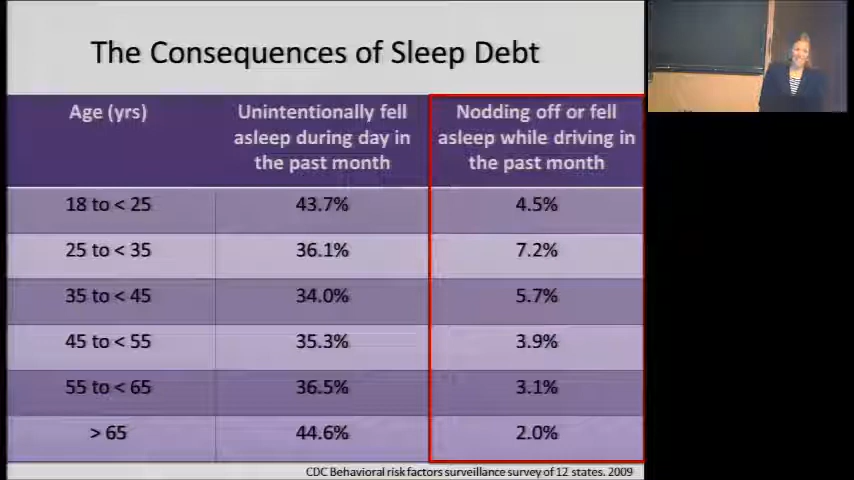 The Consequences of Sleep Debt
Age (yrs) Unintentionally fell asleep during day in the past month Nodding off or fell asleep while driving in the past month
18 to < 25 43.7% 4.5%
25 to < 35 36.1% 7.2%
35 to < 45 34.0% 5.7%
45 to < 55 35.3% 3.9%
55 to < 65 36.5% 3.1%
> 65 44.6% 2.0%
CDC Behavioral risk factors surveillance survey of 12 states. 2009